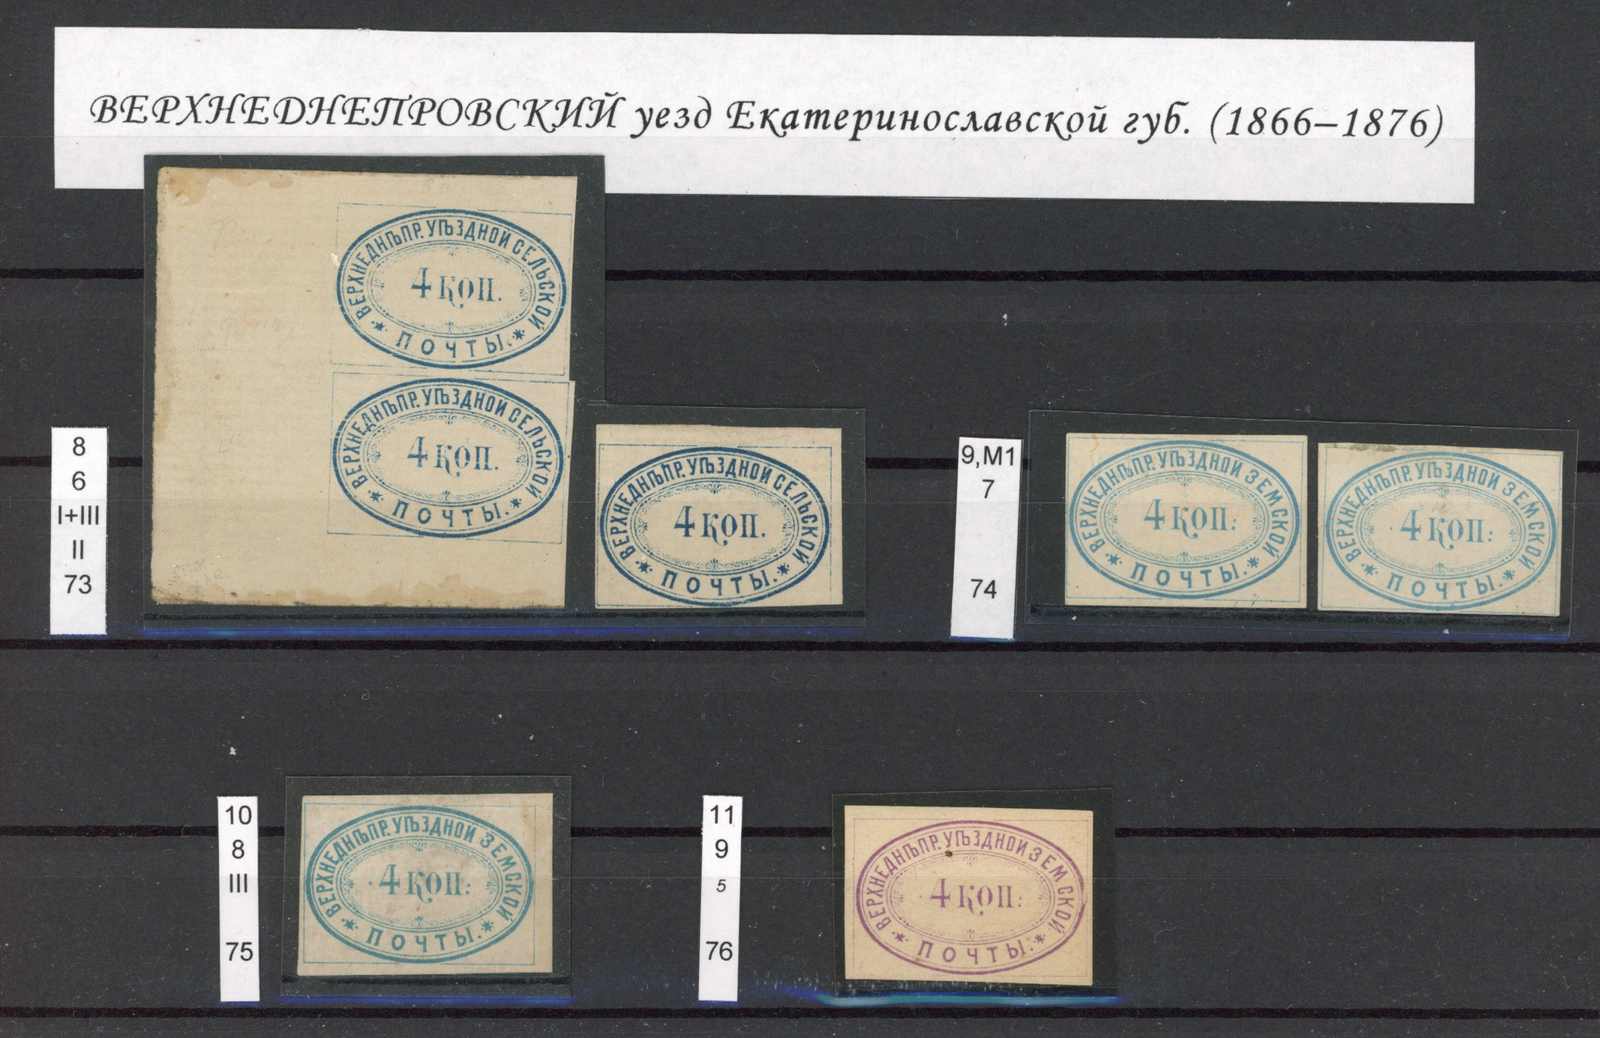 ВЕРХНЕДНЕПРОВСКИЙ уезд Екатеринославской губ. (1866–1876)
ВЕРХНЕДНѢПР. УѢЗДНОЙ СЕЛЬСКОЙ
4 КОП.
ПОЧТЫ.
8
6
I+III
II
73
ВЕРХНЕДНѢПР. УѢЗДНОЙ СЕЛЬСКОЙ
4 КОП.
ПОЧТЫ.
ВЕРХНЕДНѢПР. УѢЗДНОЙ СЕЛЬСКОЙ
4 КОП.
ПОЧТЫ.
9,М1
7
74
ВЕРХНЕДНѢПР. УѢЗДНОЙ ЗЕМСКОЙ
4 КОП:
ПОЧТЫ.
ВЕРХНЕДНѢПР. УѢЗДНОЙ ЗЕМСКОЙ
4 КОП:
ПОЧТЫ.
10
8
III
75
ВЕРХНЕДНѢПР. УѢЗДНОЙ ЗЕМСКОЙ
4 КОП:
ПОЧТЫ.
11
9
5
76
ВЕРХНЕДНѢПР. УѢЗДНОЙ ЗЕМСКОЙ
4 КОП:
ПОЧТЫ.